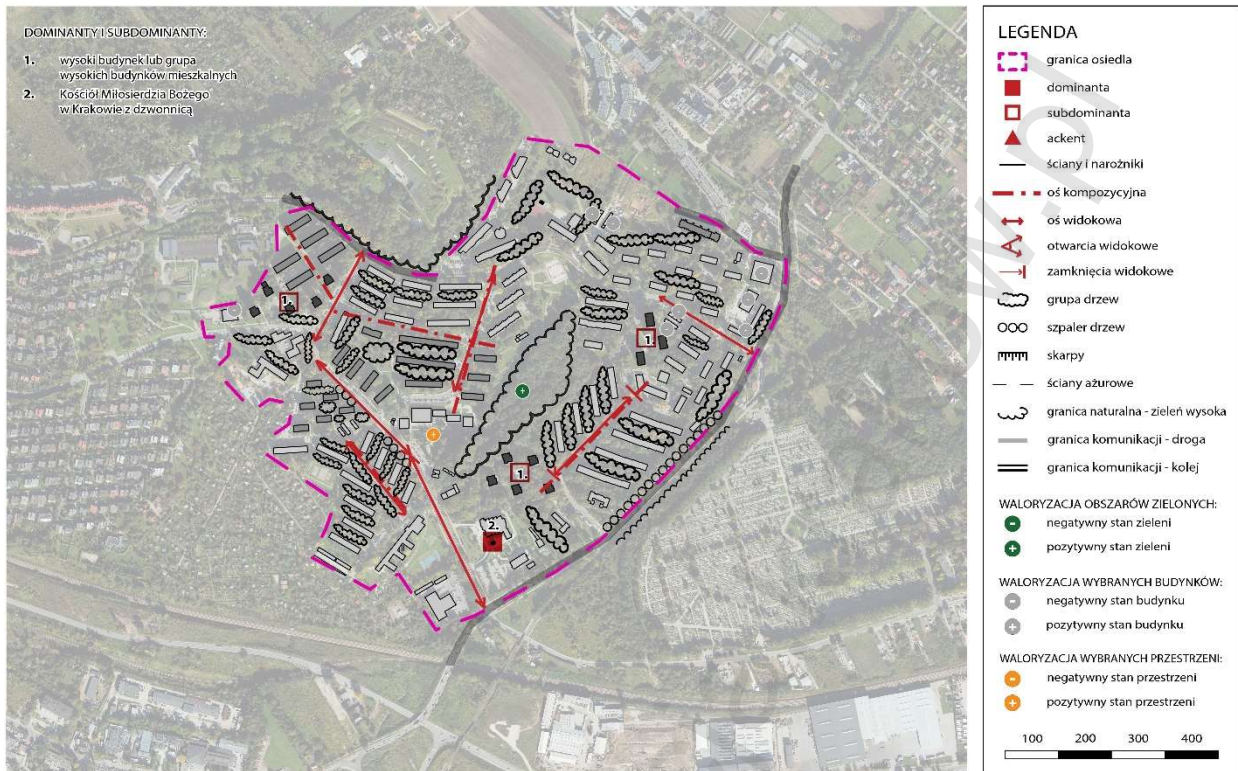 DOMINANTY I SUBDOMINANTY:
1. wysoki budynek lub grupa
wysokich budynków mieszkalnych
2. Kościół Miłosierdzia Bożego
w Krakowie z dzwonnicą
1.
1.
1.
2.
LEGENDA
granica osiedla
dominanta
subdominanta
ackent
ściany i narożniki
oś kompozycyjna
oś widokowa
otwarcia widokowe
zamknięcia widokowe
grupa drzew
szpaler drzew
skarpy
ściany ażurowe
granica naturalna - zieleń wysoka
granica komunikacji - droga
granica komunikacji - kolej
WALORYZACJA OBSZARÓW ZIELONYCH:
negatywny stan zieleni
pozytywny stan zieleni
WALORYZACJA WYBRANYCH BUDYNKÓW:
negatywny stan budynku
pozytywny stan budynku
WALORYZACJA WYBRANYCH PRZESTRZENI:
negatywny stan przestrzeni
pozytywny stan przestrzeni
100 200 300 400